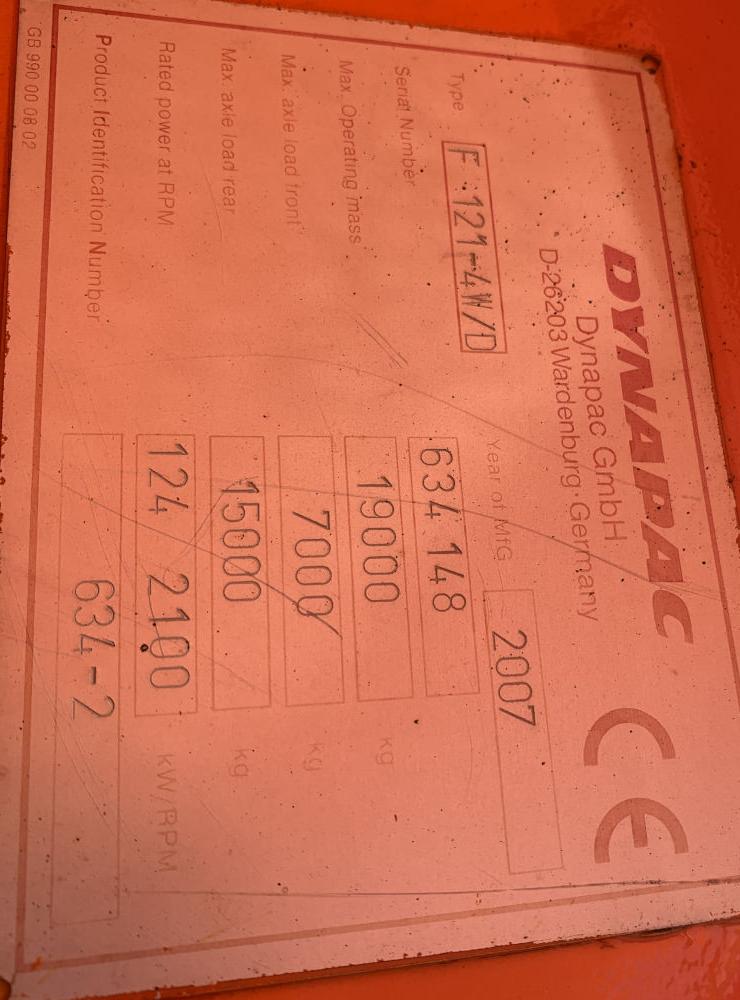 DYNAPAC
Dynapac GmbH
D-26203 Wardenburg · Germany
CE
Type F 121-4W/D Year of MfG 2007
Serial Number 634 148
Max. Operating mass 19000 kg
Max axle load front 7000 kg
Max axle load rear 15000 kg
Rated power at RPM 124 2100 kW/RPM
Product Identification Number 634-2
GB 990 00 08 02